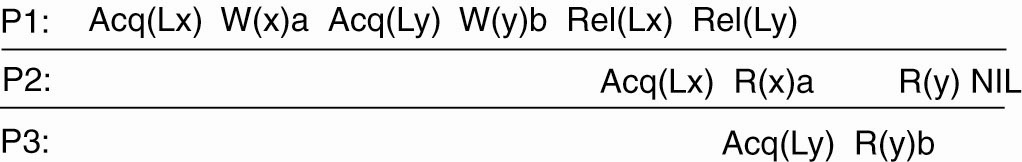 P1: Acq(Lx) W(x)a Acq(Ly) W(y)b Rel(Lx) Rel(Ly)
P2: Acq(Lx) R(x)a R(y) NIL
P3: Acq(Ly) R(y)b